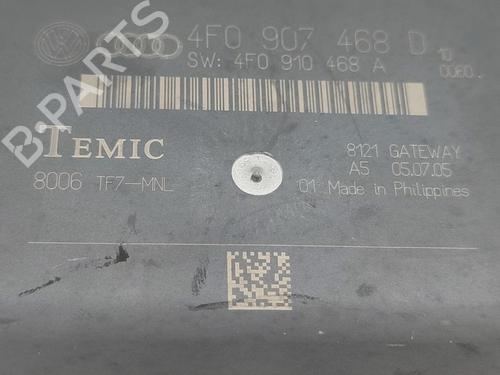 4F0 907 468 D
SW: 4F0 910 468 A
10
B-PARTS
TEMIC
8121 GATEWAY
8006 TF7-MNL
A5 05.07.05
01 Made in Philippines